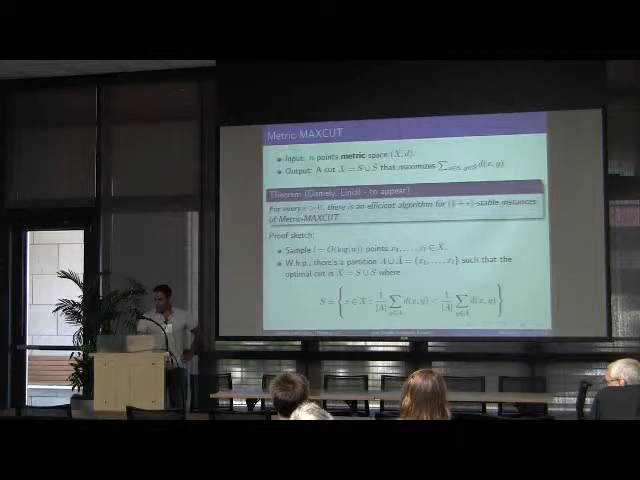 Metric MAXCUT
Input: n points metric space (X, d).
Output: A cut X = S ∪ S̄ that maximizes ∑x∈S, y∈S̄ d(x, y)
Theorem (Daniely, Linial - to appear)
For every ε > 0, there is an efficient algorithm for (1 + ε)-stable instances
of Metric-MAXCUT.
Proof sketch:
Sample l = O(log(n)) points x₁, . . . , xₗ ∈ X.
W.h.p., there's a partition A ∪ Ā = {x₁, . . . , xₗ} such that the
optimal cut is X = S ∪ S̄ where
S = { x ∈ X : 1/|A| ∑y∈A d(x, y) < 1/|Ā| ∑y∈Ā d(x, y) }